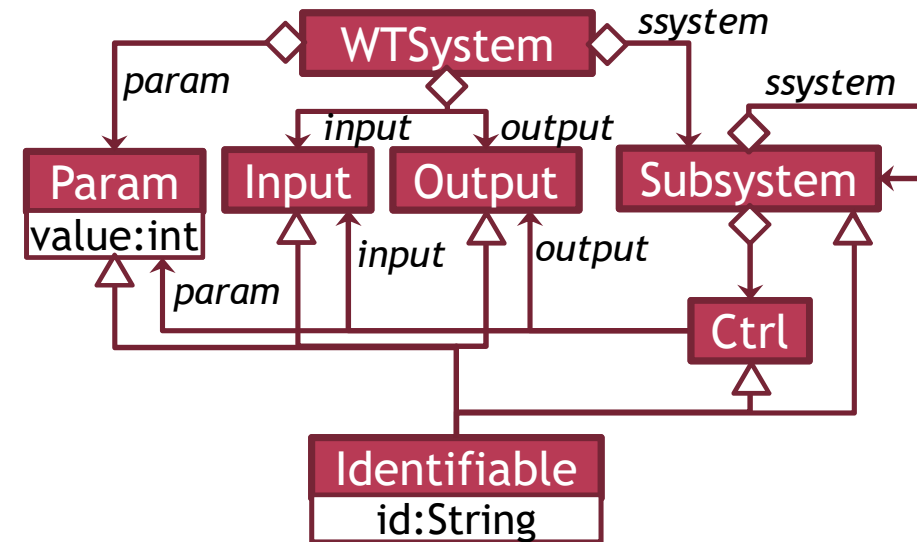 WTSystem
ssystem
ssystem
param
input
output
Param
Input
Output
Subsystem
value:int
input
output
param
Ctrl
Identifiable
id:String